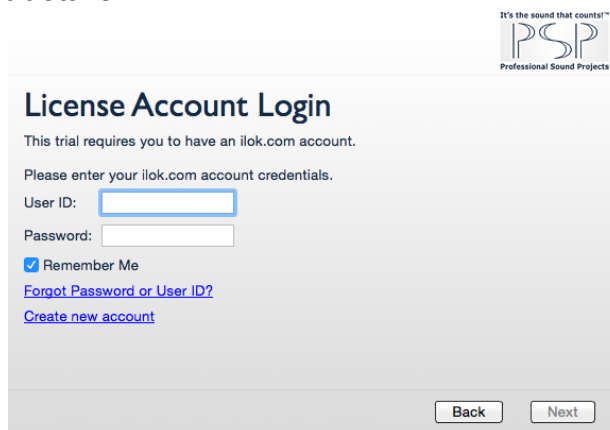 It's the sound that counts!™
PSP
Professional Sound Projects
License Account Login
This trial requires you to have an ilok.com account.
Please enter your ilok.com account credentials.
User ID:
Password:
Remember Me
Forgot Password or User ID?
Create new account
Back
Next